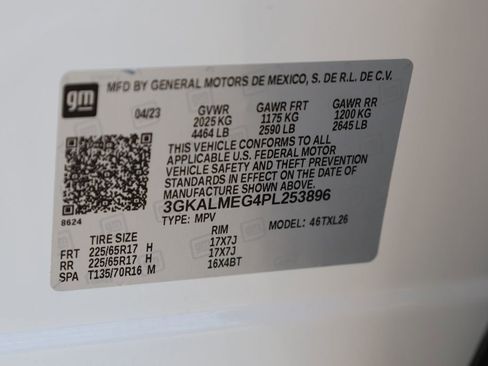 gm
MFD BY GENERAL MOTORS DE MEXICO, S. DE R.L. DE C.V.
04/23 GVWR GAWR FRT GAWR RR
2025 KG 1175 KG 1200 KG
4464 LB 2590 LB 2645 LB
THIS VEHICLE CONFORMS TO ALL
APPLICABLE U.S. FEDERAL MOTOR
VEHICLE SAFETY AND THEFT PREVENTION
STANDARDS IN EFFECT ON THE DATE
OF MANUFACTURE SHOWN ABOVE.
8624 3GKALMEG4PL253896
TYPE: MPV MODEL: 46TXL26
TIRE SIZE RIM
FRT 225/65R17 H 17X7J
RR 225/65R17 H 17X7J
SPA T135/70R16 M 16X4BT